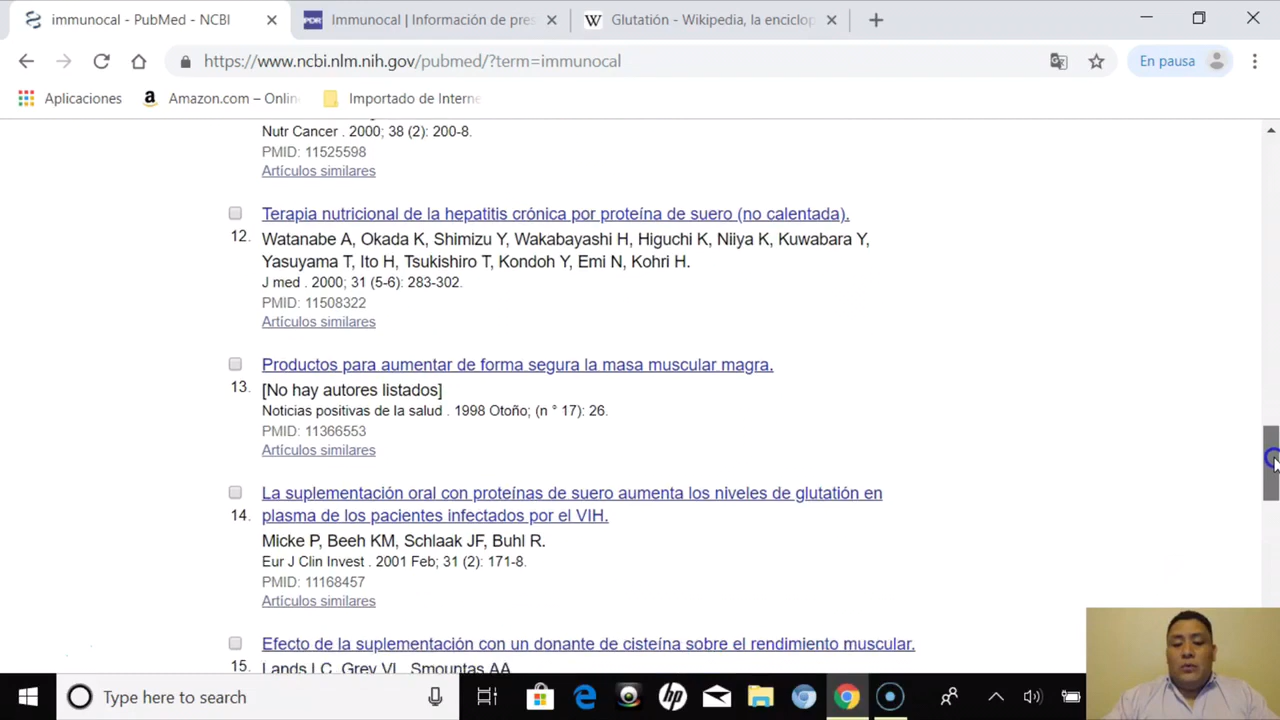 immunocal - PubMed - NCBI
Immunocal | Información de pres
Glutatión - Wikipedia, la enciclop
https://www.ncbi.nlm.nih.gov/pubmed/?term=immunocal
En pausa
Aplicaciones
Amazon.com – Onlin
Importado de Interne
Nutr Cancer . 2000; 38 (2): 200-8.
PMID: 11525598
Artículos similares
Terapia nutricional de la hepatitis crónica por proteína de suero (no calentada).
12. Watanabe A, Okada K, Shimizu Y, Wakabayashi H, Higuchi K, Niiya K, Kuwabara Y,
Yasuyama T, Ito H, Tsukishiro T, Kondoh Y, Emi N, Kohri H.
J med . 2000; 31 (5-6): 283-302.
PMID: 11508322
Artículos similares
Productos para aumentar de forma segura la masa muscular magra.
13. [No hay autores listados]
Noticias positivas de la salud . 1998 Otoño; (n ° 17): 26.
PMID: 11366553
Artículos similares
La suplementación oral con proteínas de suero aumenta los niveles de glutatión en
14. plasma de los pacientes infectados por el VIH.
Micke P, Beeh KM, Schlaak JF, Buhl R.
Eur J Clin Invest . 2001 Feb; 31 (2): 171-8.
PMID: 11168457
Artículos similares
Efecto de la suplementación con un donante de cisteína sobre el rendimiento muscular.
15. Lands LC, Grey VL, Smountas AA
Type here to search